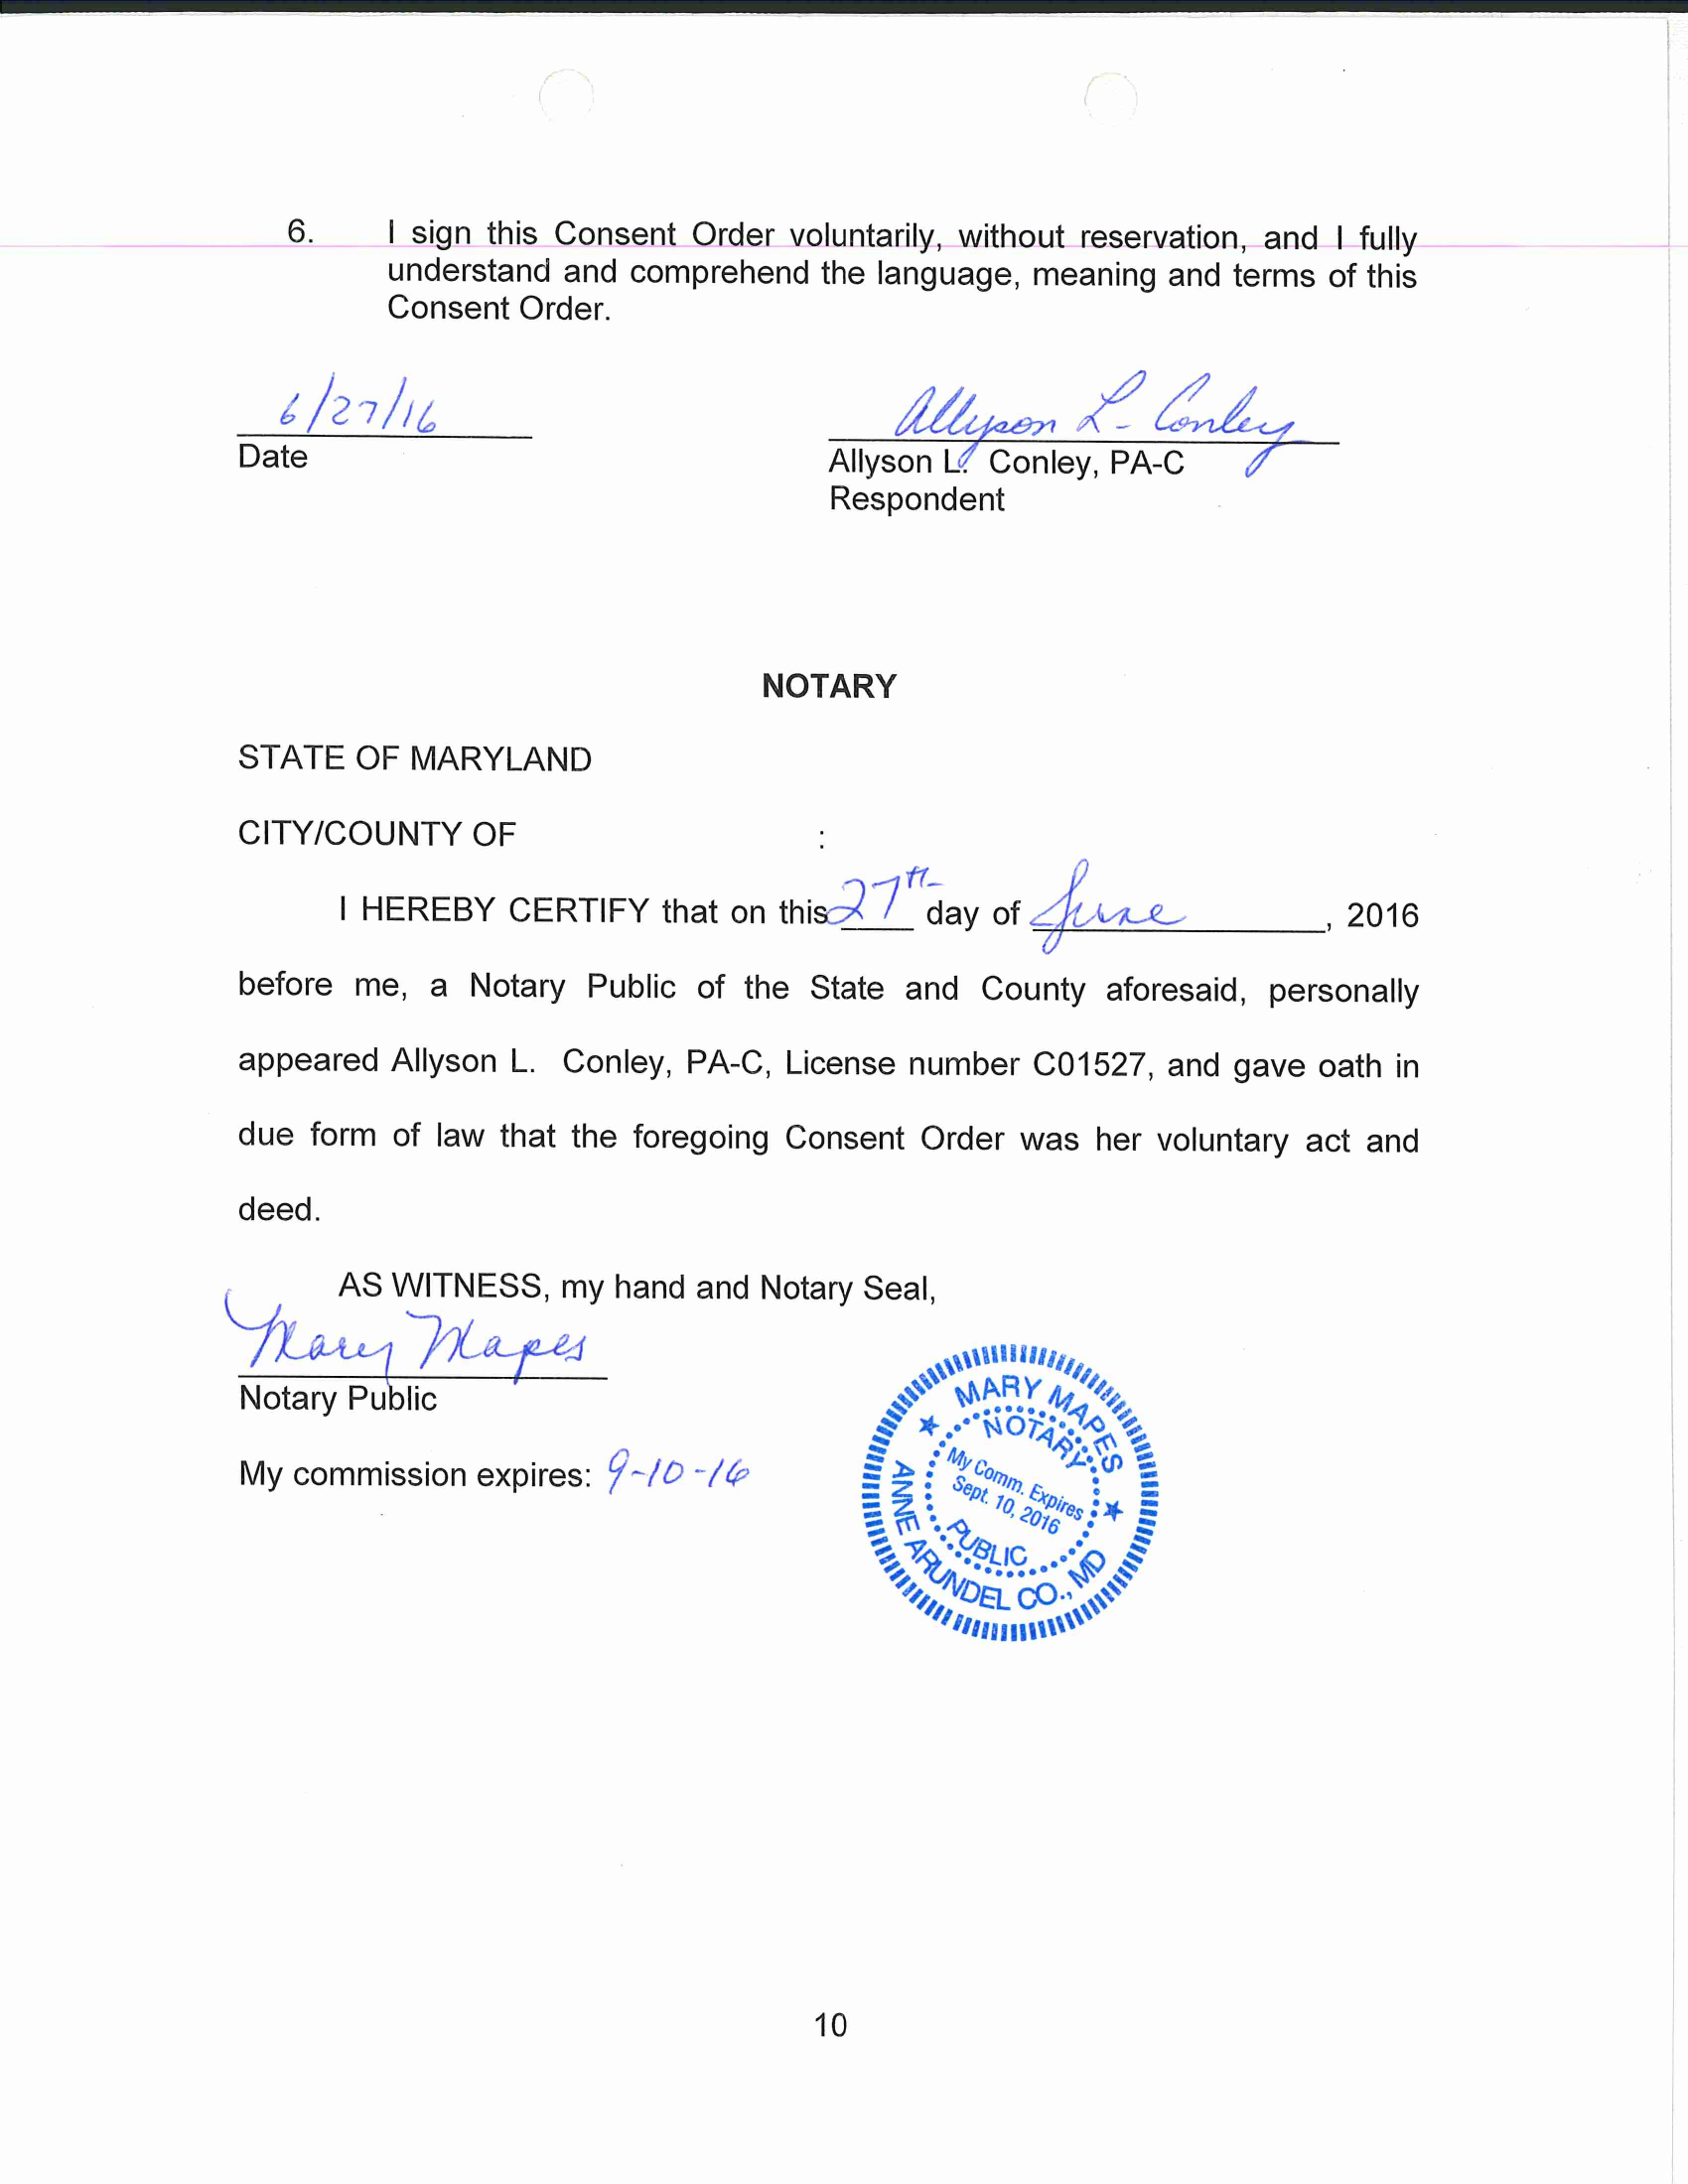 6. I sign this Consent Order voluntarily, without reservation, and I fully
understand and comprehend the language, meaning and terms of this
Consent Order.
6/27/16
Date
Allyson L. Conley
Allyson L. Conley, PA-C
Respondent
NOTARY
STATE OF MARYLAND
CITY/COUNTY OF :
I HEREBY CERTIFY that on this 27th day of June, 2016
before me, a Notary Public of the State and County aforesaid, personally
appeared Allyson L. Conley, PA-C, License number C01527, and gave oath in
due form of law that the foregoing Consent Order was her voluntary act and
deed.
AS WITNESS, my hand and Notary Seal,
Mary Mapes
Notary Public
My commission expires: 9-10-16
MARY MAPES
NOTARY
My Comm. Expires
Sept. 10, 2016
PUBLIC
ANNE ARUNDEL CO., MD
10